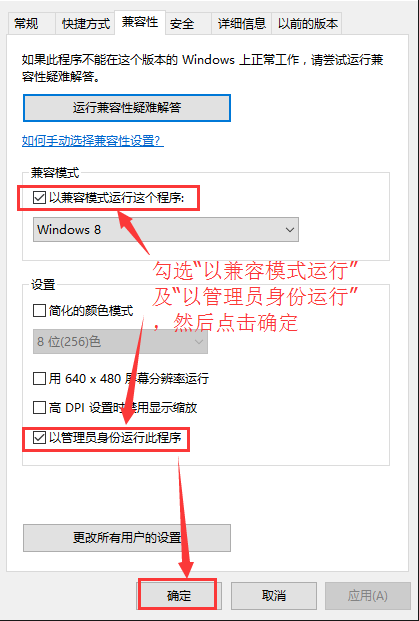 常规 快捷方式 兼容性 安全 详细信息 以前的版本
如果此程序不能在这个版本的 Windows 上正常工作，请尝试运行兼
容性疑难解答。
运行兼容性疑难解答
如何手动选择兼容性设置?
兼容模式
以兼容模式运行这个程序:
Windows 8
勾选“以兼容模式运行”
及“以管理员身份运行”
，然后点击确定
设置
简化的颜色模式
8 位(256)色
用 640 x 480 屏幕分辨率运行
高 DPI 设置时禁用显示缩放
以管理员身份运行此程序
更改所有用户的设置
确定 取消 应用(A)